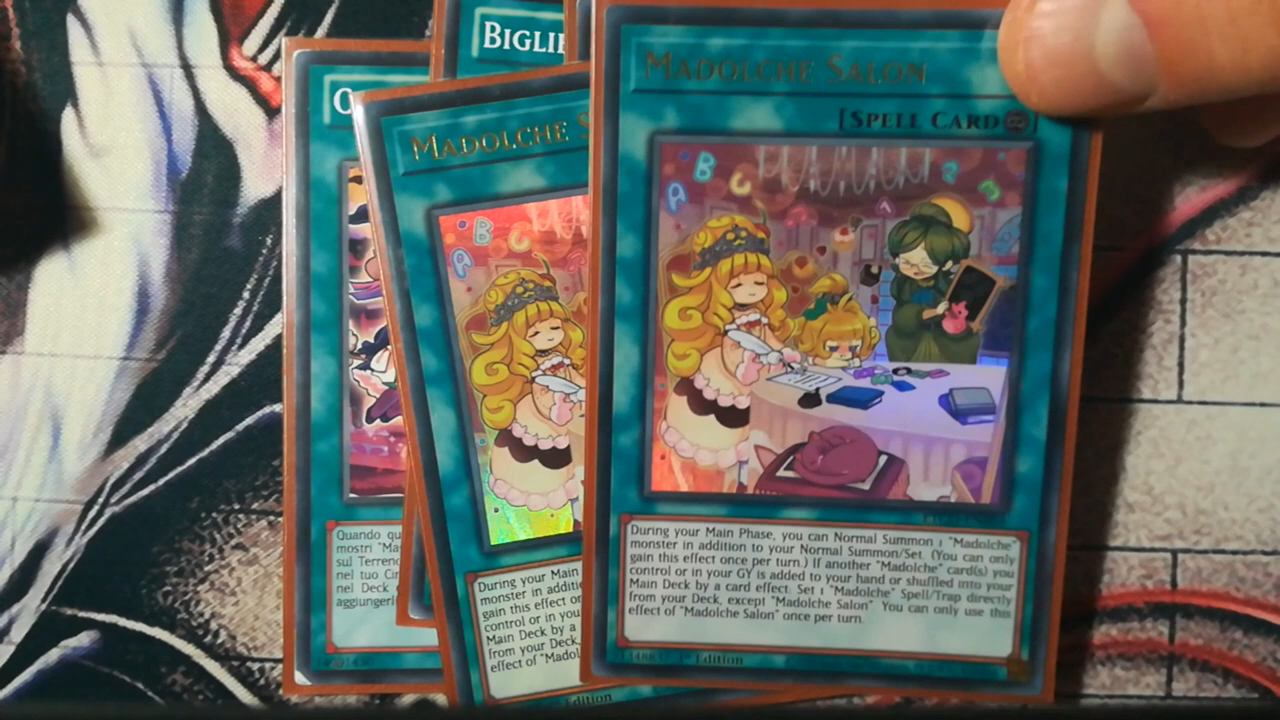 BIGLIE
MADOLCHE S
MADOLCHE SALON
[SPELL CARD
A
B
A
B
Quando qu
mostri "Ma
sul Terreno
nel tuo Ci
nel Deck
aggiunger
During your Main
monster in additi
gain this effect or
control or in you
Main Deck by a
from your Deck,
effect of "Madol
Edition
During your Main Phase, you can Normal Summon 1 "Madolche"
monster in addition to your Normal Summon/Set. (You can only
gain this effect once per turn.) If another "Madolche" card(s) you
control or in your GY is added to your hand or shuffled into your
Main Deck by a card effect: Set 1 "Madolche" Spell/Trap directly
from your Deck, except "Madolche Salon". You can only use this
effect of "Madolche Salon" once per turn.
1st Edition